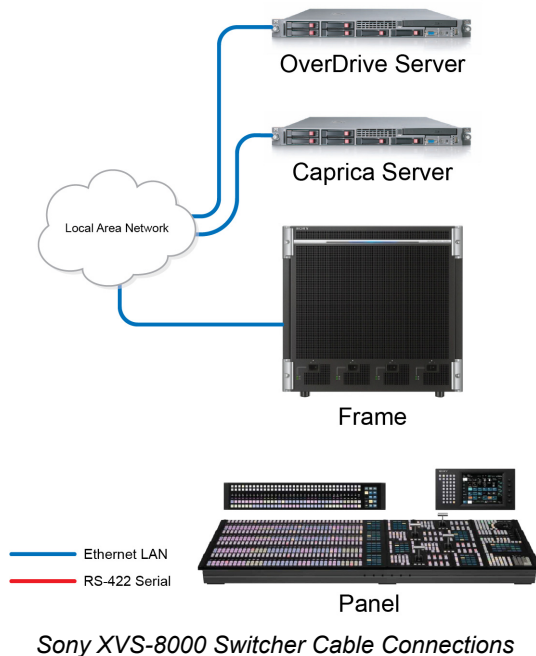 OverDrive Server
Caprica Server
Local Area Network
SONY
Frame
Ethernet LAN
RS-422 Serial
Panel
Sony XVS-8000 Switcher Cable Connections